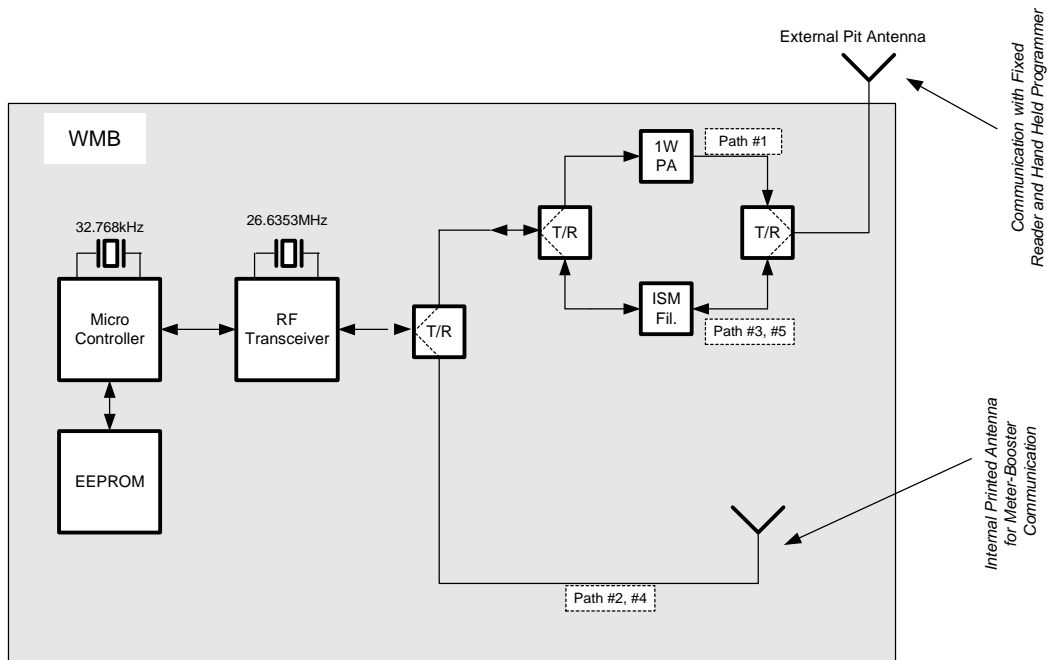 External Pit Antenna
Communication with Fixed
Reader and Hand Held Programmer
WMB
1W
PA
Path #1
32.768kHz
26.6353MHz
T/R
T/R
Micro
Controller
RF
Transceiver
T/R
ISM
Fil.
Path #3, #5
EEPROM
Internal Printed Antenna
for Meter-Booster
Communication
Path #2, #4